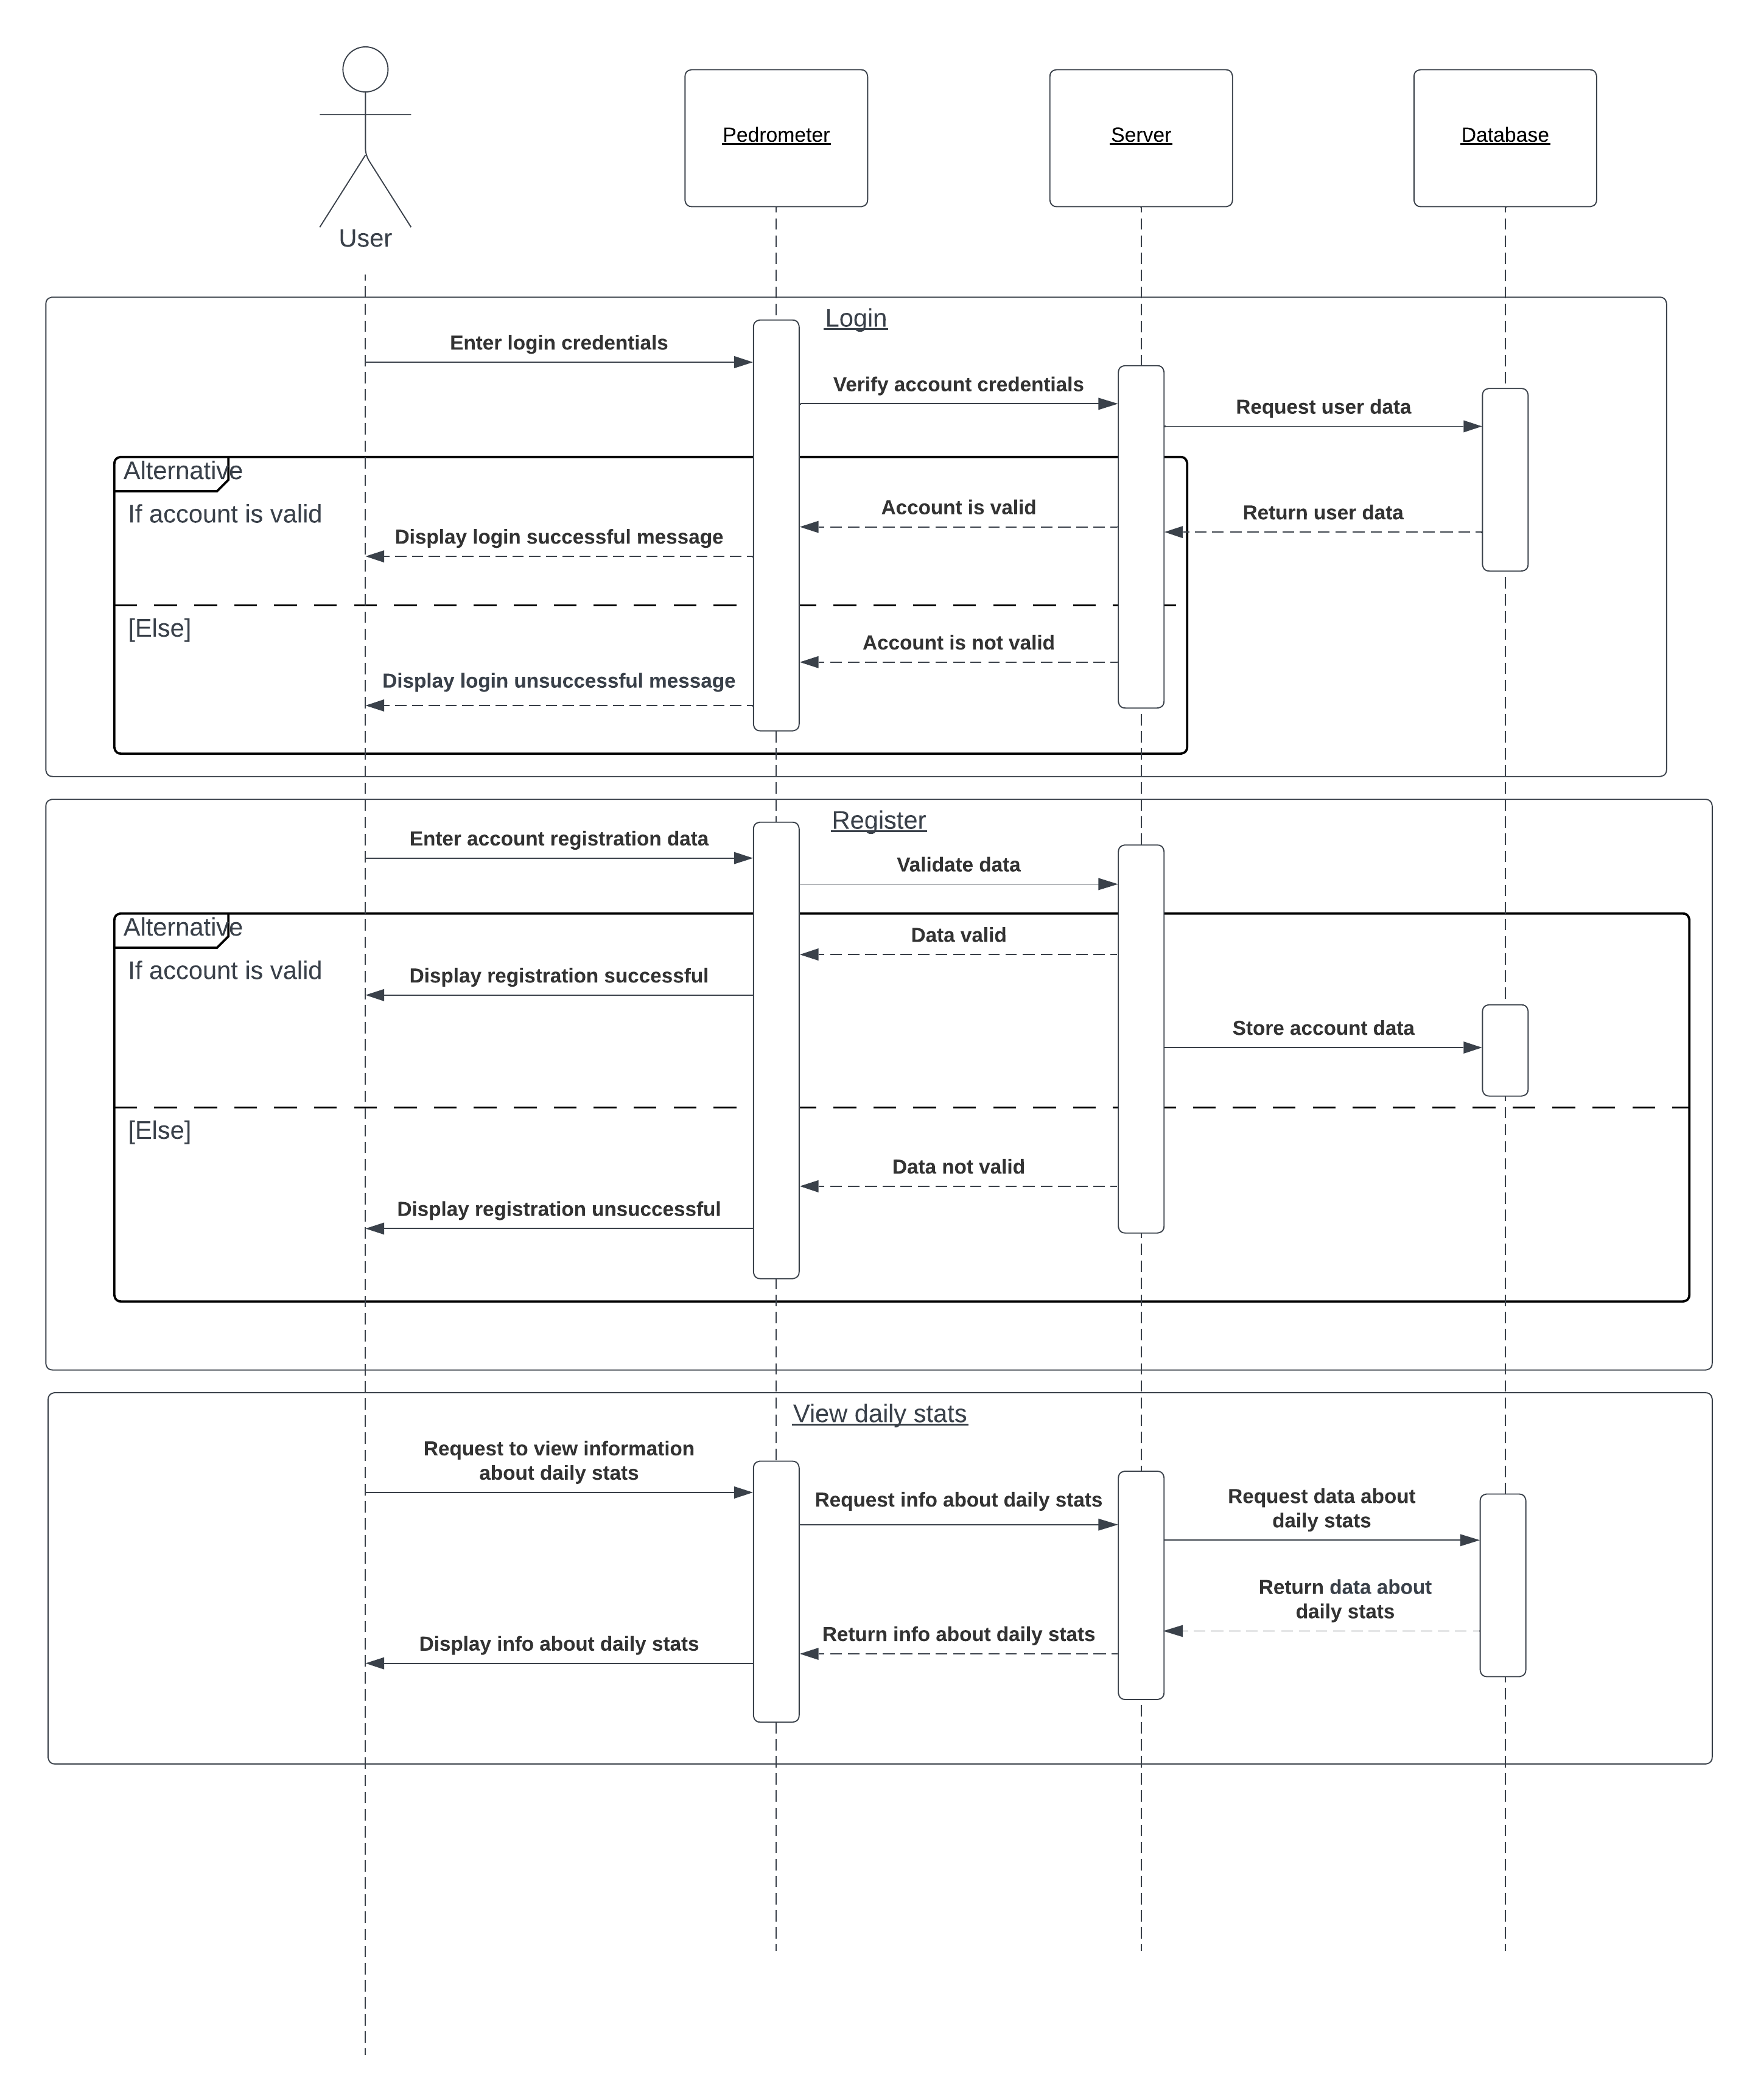 User
Pedrometer
Server
Database
Login
Enter login credentials
Verify account credentials
Request user data
Alternative
If account is valid
Account is valid
Return user data
Display login successful message
[Else]
Account is not valid
Display login unsuccessful message
Register
Enter account registration data
Validate data
Alternative
If account is valid
Data valid
Display registration successful
Store account data
[Else]
Data not valid
Display registration unsuccessful
View daily stats
Request to view information
about daily stats
Request info about daily stats
Request data about
daily stats
Return data about
daily stats
Return info about daily stats
Display info about daily stats